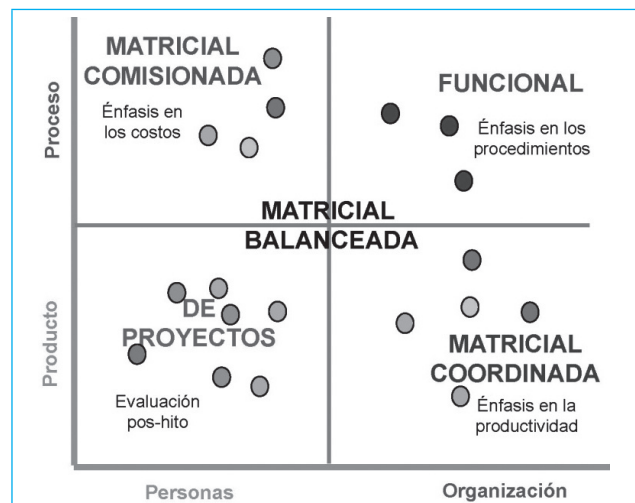 MATRICIAL
COMISIONADA
Énfasis en
los costos
FUNCIONAL
Énfasis en los
procedimientos
Proceso
MATRICIAL
BALANCEADA
Producto
DE
PROYECTOS
Evaluación
pos-hito
MATRICIAL
COORDINADA
Énfasis en la
productividad
Personas
Organización